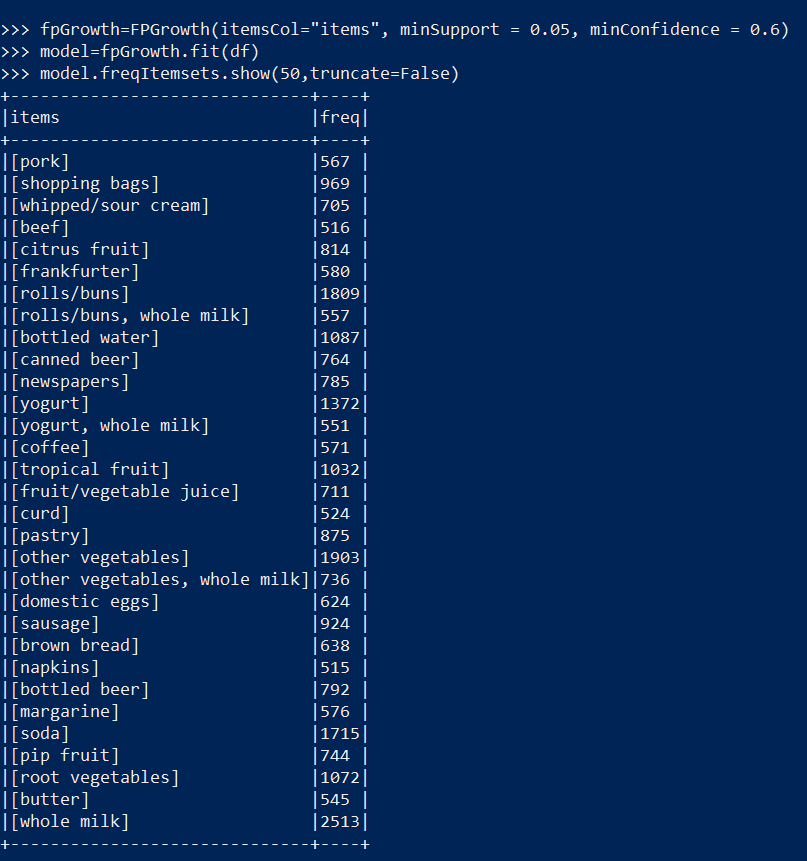 >>> fpGrowth=FPGrowth(itemsCol="items", minSupport = 0.05, minConfidence = 0.6)
>>> model=fpGrowth.fit(df)
>>> model.freqItemsets.show(50,truncate=False)
+------------------------------+----+
|items                         |freq|
+------------------------------+----+
|[pork]                        |567 |
|[shopping bags]               |969 |
|[whipped/sour cream]          |705 |
|[beef]                        |516 |
|[citrus fruit]                |814 |
|[frankfurter]                 |580 |
|[rolls/buns]                  |1809|
|[rolls/buns, whole milk]      |557 |
|[bottled water]               |1087|
|[canned beer]                 |764 |
|[newspapers]                  |785 |
|[yogurt]                      |1372|
|[yogurt, whole milk]          |551 |
|[coffee]                      |571 |
|[tropical fruit]              |1032|
|[fruit/vegetable juice]       |711 |
|[curd]                        |524 |
|[pastry]                      |875 |
|[other vegetables]            |1903|
|[other vegetables, whole milk]|736 |
|[domestic eggs]               |624 |
|[sausage]                     |924 |
|[brown bread]                 |638 |
|[napkins]                     |515 |
|[bottled beer]                |792 |
|[margarine]                   |576 |
|[soda]                        |1715|
|[pip fruit]                   |744 |
|[root vegetables]             |1072|
|[butter]                      |545 |
|[whole milk]                  |2513|
+------------------------------+----+